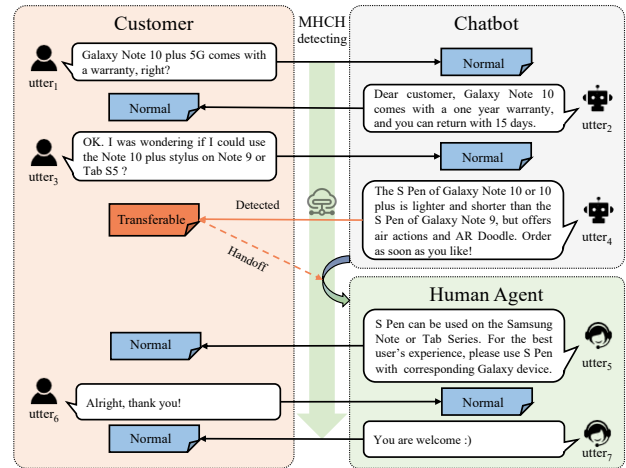 Customer
MHCH
detecting
Chatbot
Galaxy Note 10 plus 5G comes with
a warranty, right?
utter1
Normal
Normal
Dear customer, Galaxy Note 10
comes with a one year warranty,
and you can return with 15 days.
utter2
OK. I was wondering if I could use
the Note 10 plus stylus on Note 9 or
Tab S5 ?
utter3
Normal
Transferable
Detected
Handoff
The S Pen of Galaxy Note 10 or 10
plus is lighter and shorter than the
S Pen of Galaxy Note 9, but offers
air actions and AR Doodle. Order
as soon as you like!
utter4
Human Agent
Normal
S Pen can be used on the Samsung
Note or Tab Series. For the best
user's experience, please use S Pen
with corresponding Galaxy device.
utter5
Alright, thank you!
utter6
Normal
Normal
You are welcome :)
utter7